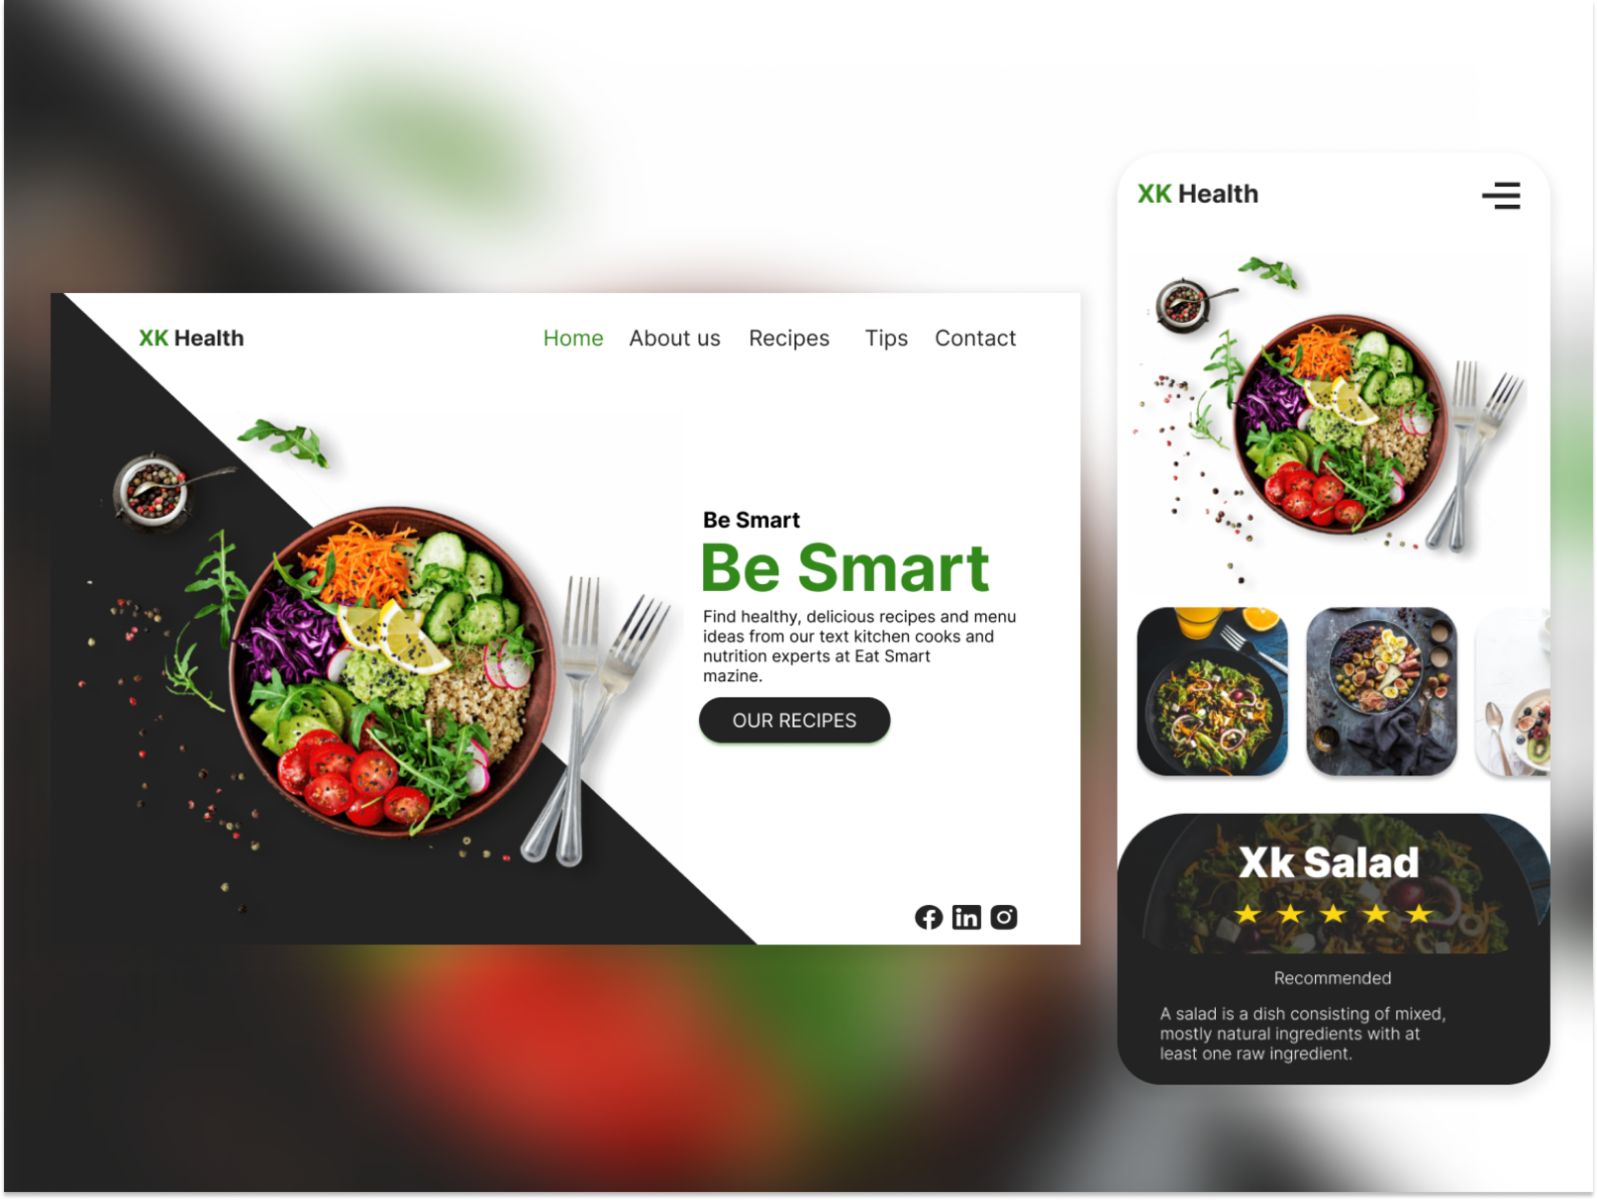 XK Health
Home About us Recipes Tips Contact
Be Smart
Be Smart
Find healthy, delicious recipes and menu
ideas from our text kitchen cooks and
nutrition experts at Eat Smart
mazine.
OUR RECIPES
XK Health
Xk Salad
Recommended
A salad is a dish consisting of mixed,
mostly natural ingredients with at
least one raw ingredient.